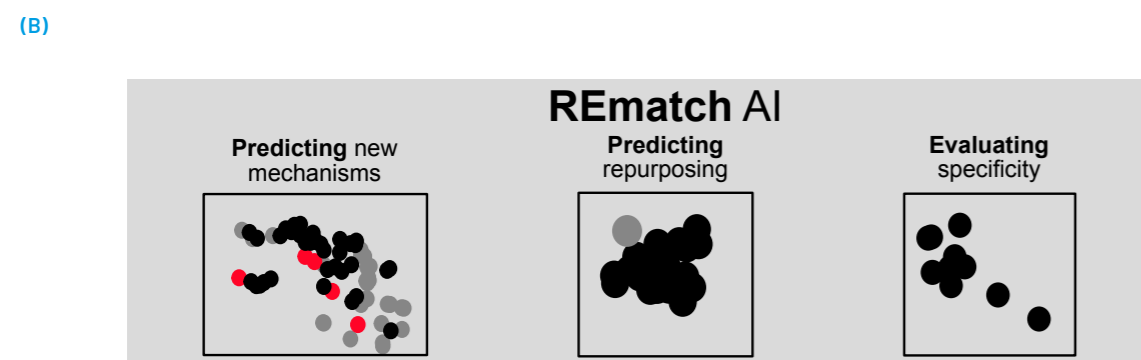 (B)
REmatch AI
Predicting new
mechanisms
Predicting
repurposing
Evaluating
specificity